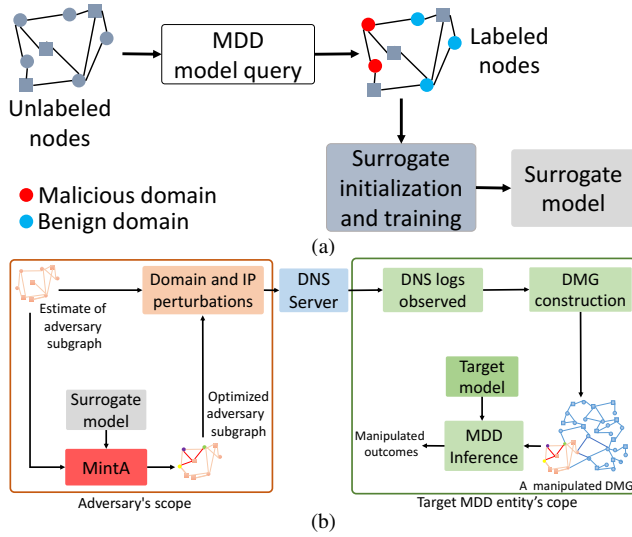 MDD
model query
Labeled
nodes
Unlabeled
nodes
Surrogate
initialization
and training
Surrogate
model
Malicious domain
Benign domain
(a)
Domain and IP
perturbations
DNS
Server
DNS logs
observed
DMG
construction
Estimate of
adversary
subgraph
Surrogate
model
Optimized
adversary
subgraph
Target
model
MintA
Manipulated
outcomes
MDD
Inference
A manipulated DMG
Adversary's scope
Target MDD entity's cope
(b)